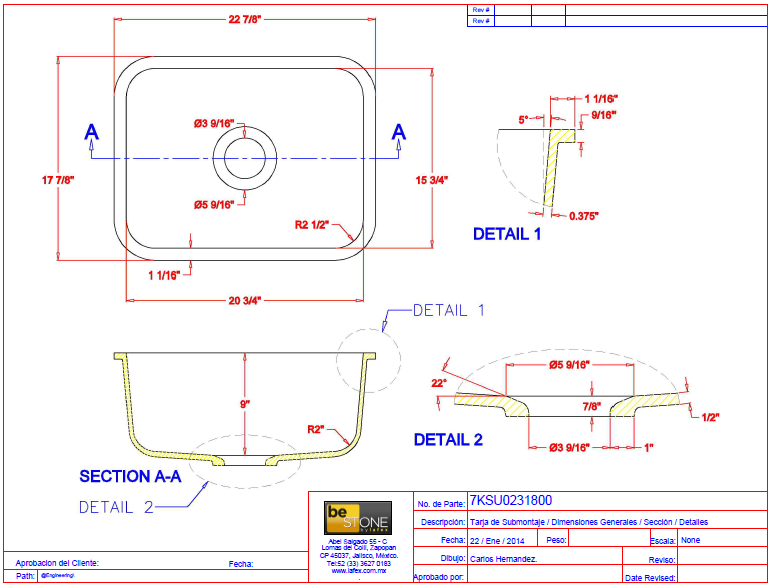 Rev #
Rev #
22 7/8"
A
A
Ø3 9/16"
17 7/8"
15 3/4"
Ø5 9/16"
R2 1/2"
1 1/16"
20 3/4"
1 1/16"
5°
9/16"
0.375"
DETAIL 1
DETAIL 1
9"
R2"
SECTION A-A
DETAIL 2
Ø5 9/16"
22°
7/8"
1/2"
Ø3 9/16"
1"
DETAIL 2
be
STONE
by lafex
Abel Salgado 55 - C
Lomas del Colli, Zapopan
CP 45037, Jalisco, México.
Tel:52 (33) 3627 0183
www.lafex.com.mx
No. de Parte: 7KSU0231800
Descripción: Tarja de Submontaje / Dimensiones Generales / Sección / Detalles
Fecha: 22 / Ene / 2014 Peso: Escala: None
Dibujo: Carlos Hernandez. Reviso:
Aprobado por: Date Revised:
Aprobacion del Cliente: Fecha:
Path: @Engineering\